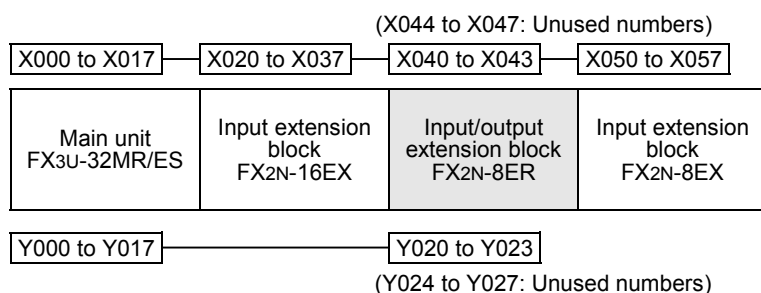 (X044 to X047: Unused numbers)
X000 to X017 X020 to X037 X040 to X043 X050 to X057
Main unit
FX3U-32MR/ES
Input extension
block
FX2N-16EX
Input/output
extension block
FX2N-8ER
Input extension
block
FX2N-8EX
Y000 to Y017 Y020 to Y023
(Y024 to Y027: Unused numbers)